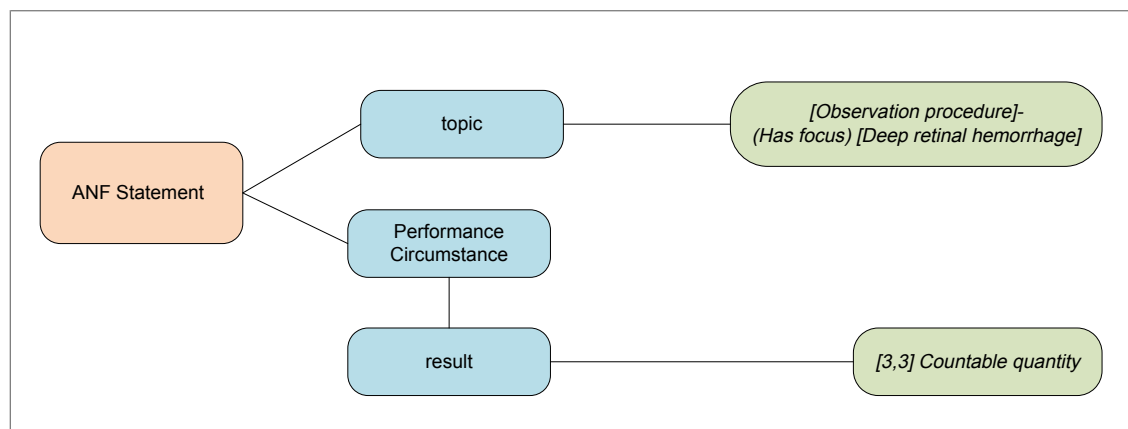 topic
[Observation procedure]-
(Has focus) [Deep retinal hemorrhage]
ANF Statement
Performance
Circumstance
result
[3,3] Countable quantity